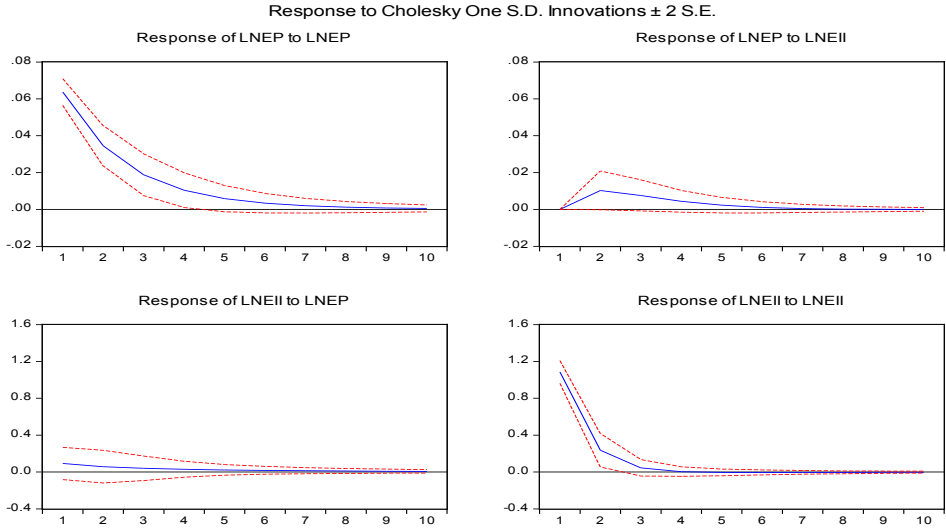 Response to Cholesky One S.D. Innovations ± 2 S.E.
Response of LNEP to LNEP
.08
.06
.04
.02
.00
-.02
1 2 3 4 5 6 7 8 9 10
Response of LNEP to LNEII
.08
.06
.04
.02
.00
-.02
1 2 3 4 5 6 7 8 9 10
Response of LNEII to LNEP
1.6
1.2
0.8
0.4
0.0
-0.4
1 2 3 4 5 6 7 8 9 10
Response of LNEII to LNEII
1.6
1.2
0.8
0.4
0.0
-0.4
1 2 3 4 5 6 7 8 9 10